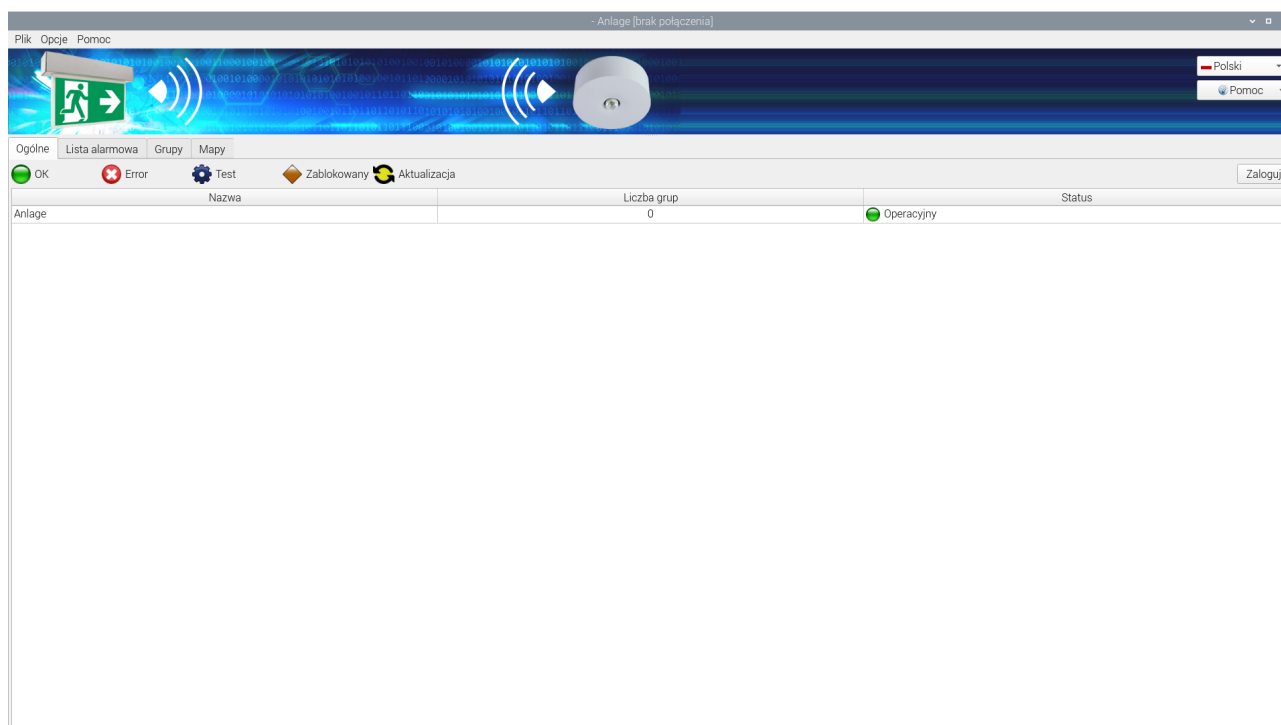 - Anlage [brak połączenia]
Plik Opcje Pomoc
Polski
Pomoc
Ogólne Lista alarmowa Grupy Mapy
OK Error Test Zablokowany Aktualizacja Zaloguj
Nazwa Liczba grup Status
Anlage 0 Operacyjny